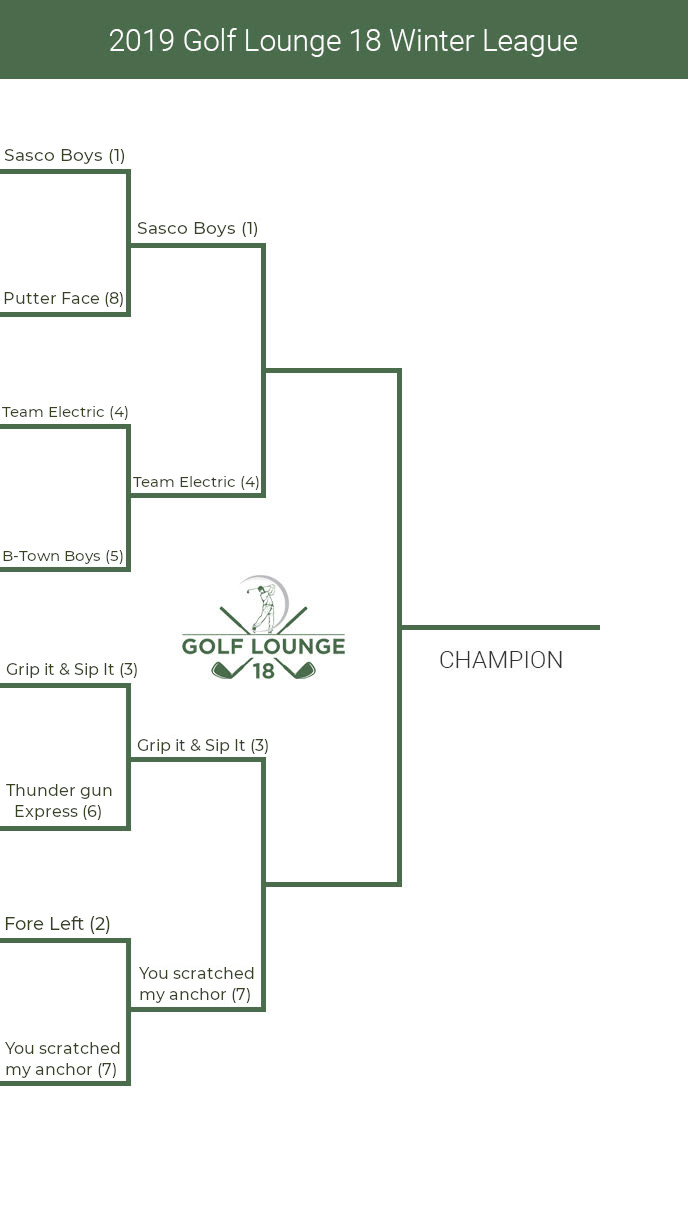 2019 Golf Lounge 18 Winter League
Sasco Boys (1)
Sasco Boys (1)
Putter Face (8)
Team Electric (4)
Team Electric (4)
B-Town Boys (5)
GOLF LOUNGE
18
CHAMPION
Grip it & Sip It (3)
Grip it & Sip It (3)
Thunder gun
Express (6)
Fore Left (2)
You scratched
my anchor (7)
You scratched
my anchor (7)